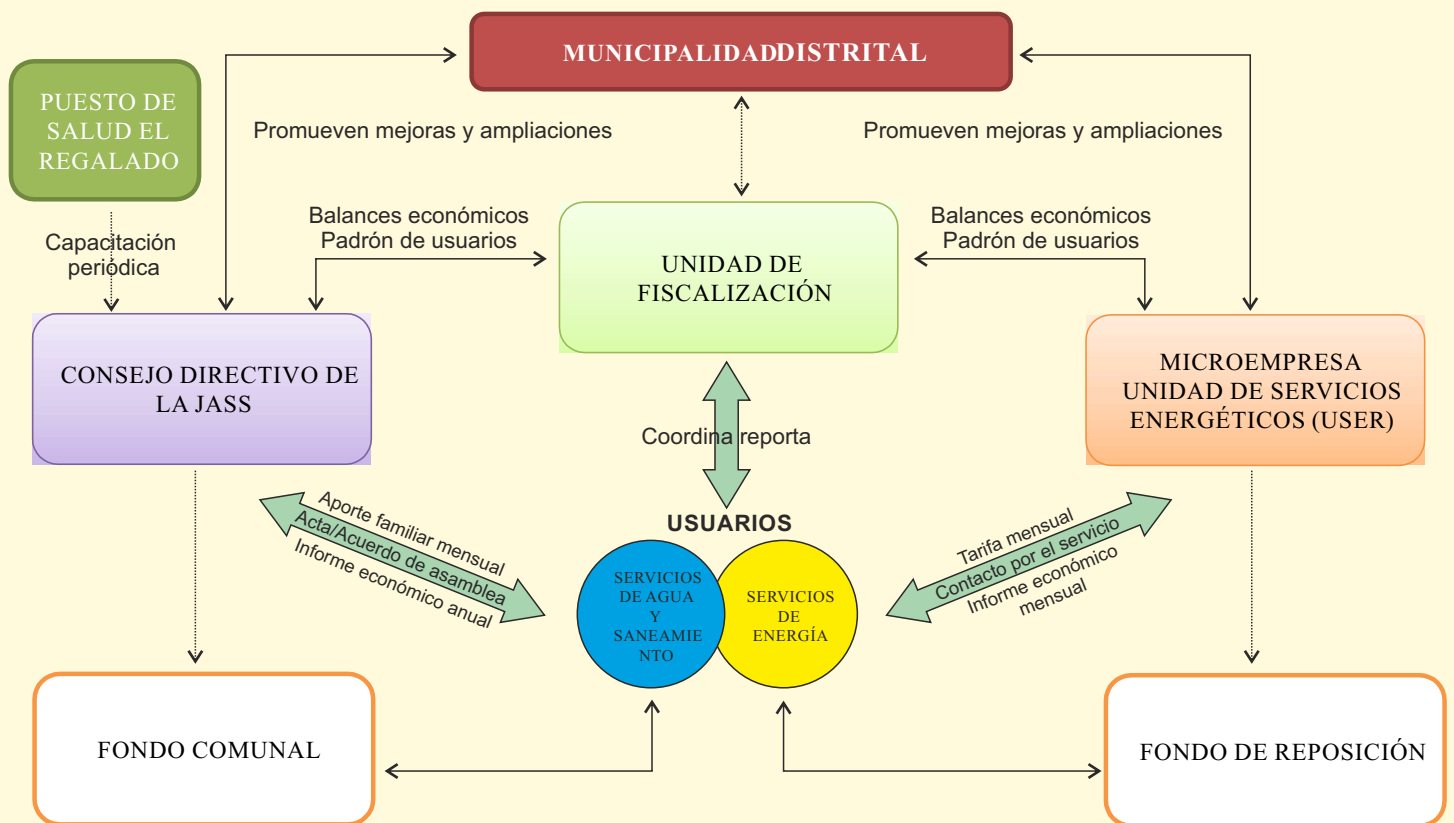 MUNICIPALIDADDISTRITAL
PUESTO DE
SALUD EL
REGALADO
Promueven mejoras y ampliaciones
Promueven mejoras y ampliaciones
Capacitación
periódica
Balances económicos
Padrón de usuarios
Balances económicos
Padrón de usuarios
UNIDAD DE
FISCALIZACIÓN
CONSEJO DIRECTIVO DE
LA JASS
MICROEMPRESA
UNIDAD DE SERVICIOS
ENERGÉTICOS (USER)
Coordina reporta
USUARIOS
Aporte familiar mensual
Acta/Acuerdo de asamblea
Informe económico anual
SERVICIOS
DE AGUA
Y
SANEAMIE
NTO
SERVICIOS
DE
ENERGÍA
Tarifa mensual
Contacto por el servicio
Informe económico
mensual
FONDO COMUNAL
FONDO DE REPOSICIÓN